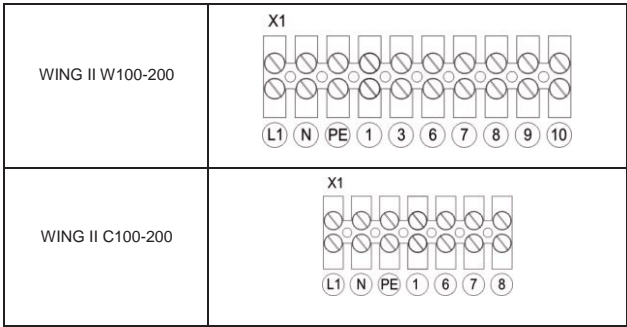 X1
WING II W100-200
L1 N PE 1 3 6 7 8 9 10
X1
WING II C100-200
L1 N PE 1 6 7 8